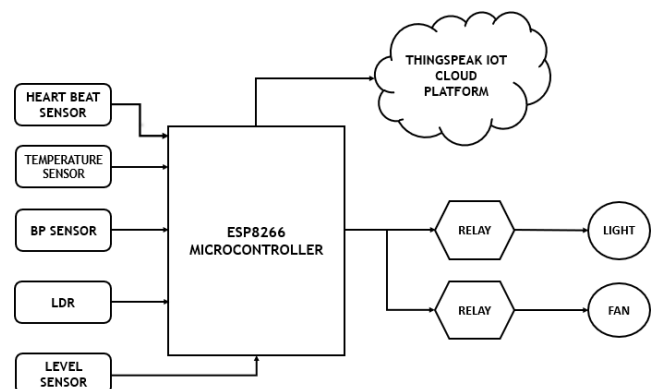 THINGSPEAK IOT
CLOUD
PLATFORM
HEART BEAT
SENSOR
TEMPERATURE
SENSOR
BP SENSOR
ESP8266
MICROCONTROLLER
RELAY
LIGHT
LDR
RELAY
FAN
LEVEL
SENSOR